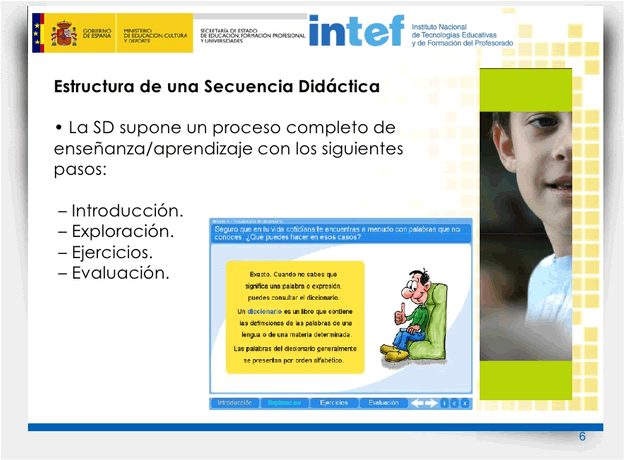 GOBIERNO
DE ESPAÑA
MINISTERIO
DE EDUCACIÓN, CULTURA
Y DEPORTE
SECRETARÍA DE ESTADO
DE EDUCACIÓN, FORMACIÓN PROFESIONAL
Y UNIVERSIDADES
intef
Instituto Nacional
de Tecnologías Educativas
y de Formación del Profesorado
Estructura de una Secuencia Didáctica
• La SD supone un proceso completo de
enseñanza/aprendizaje con los siguientes
pasos:
– Introducción.
– Exploración.
– Ejercicios.
– Evaluación.
Seguro que en tu vida cotidiana te encuentras a menudo con palabras que no
conoces. ¿Qué puedes hacer en esos casos?
Exacto. Cuando no sabes qué
significa una palabra o expresión,
puedes consultar el diccionario.
Un diccionario es un libro que contiene
las definiciones de las palabras de una
lengua o de una materia determinada.
Las palabras del diccionario generalmente
se presentan por orden alfabético.
Introducción
Ejercicios
Evaluación
6